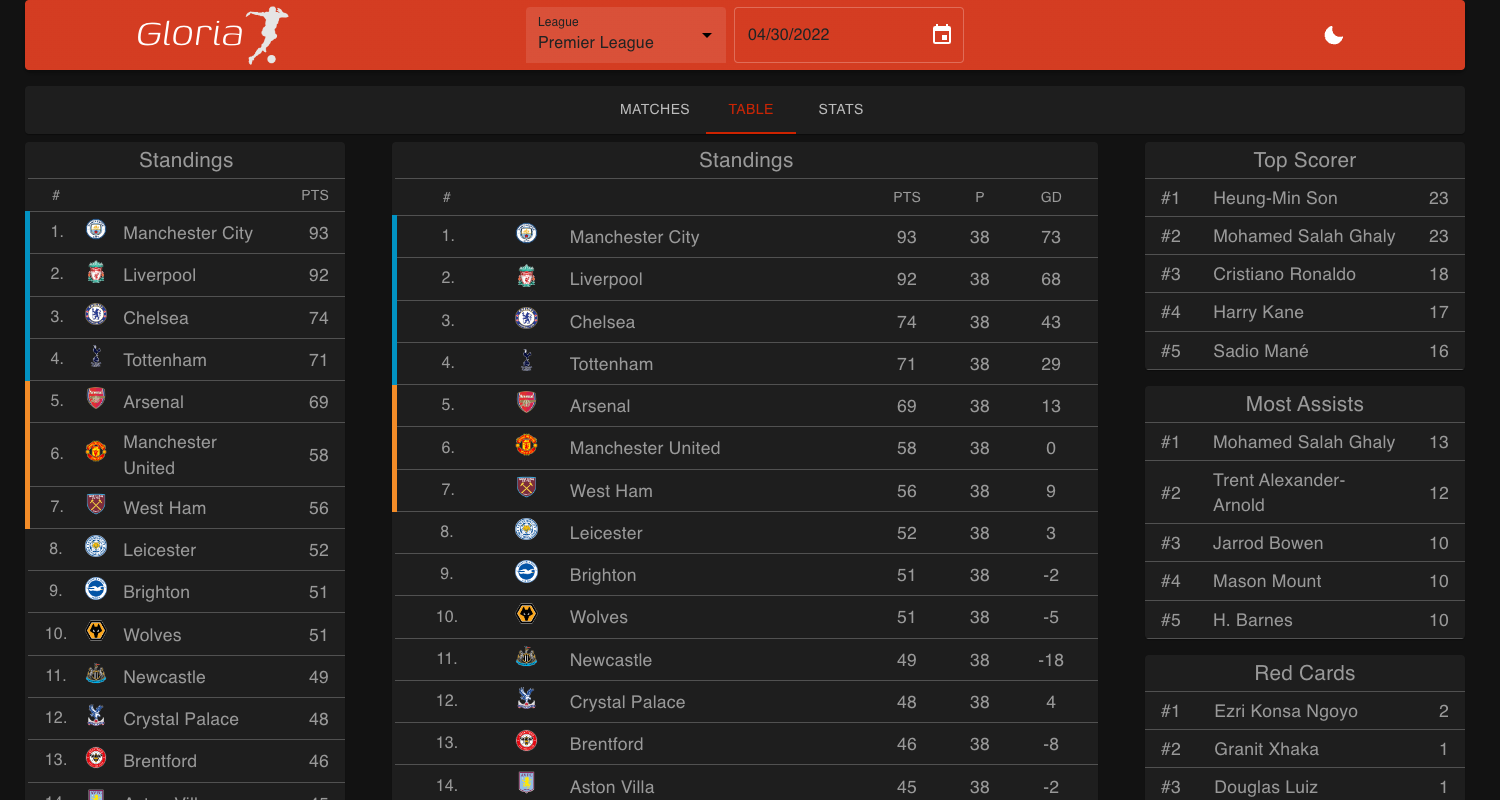 Gloria
League
Premier League
04/30/2022
MATCHES TABLE STATS
Standings
# PTS
1. Manchester City 93
2. Liverpool 92
3. Chelsea 74
4. Tottenham 71
5. Arsenal 69
6. Manchester
United 58
7. West Ham 56
8. Leicester 52
9. Brighton 51
10. Wolves 51
11. Newcastle 49
12. Crystal Palace 48
13. Brentford 46
Standings
# PTS P GD
1. Manchester City 93 38 73
2. Liverpool 92 38 68
3. Chelsea 74 38 43
4. Tottenham 71 38 29
5. Arsenal 69 38 13
6. Manchester United 58 38 0
7. West Ham 56 38 9
8. Leicester 52 38 3
9. Brighton 51 38 -2
10. Wolves 51 38 -5
11. Newcastle 49 38 -18
12. Crystal Palace 48 38 4
13. Brentford 46 38 -8
14. Aston Villa 45 38 -2
Top Scorer
#1 Heung-Min Son 23
#2 Mohamed Salah Ghaly 23
#3 Cristiano Ronaldo 18
#4 Harry Kane 17
#5 Sadio Mané 16
Most Assists
#1 Mohamed Salah Ghaly 13
#2 Trent Alexander-
Arnold 12
#3 Jarrod Bowen 10
#4 Mason Mount 10
#5 H. Barnes 10
Red Cards
#1 Ezri Konsa Ngoyo 2
#2 Granit Xhaka 1
#3 Douglas Luiz 1